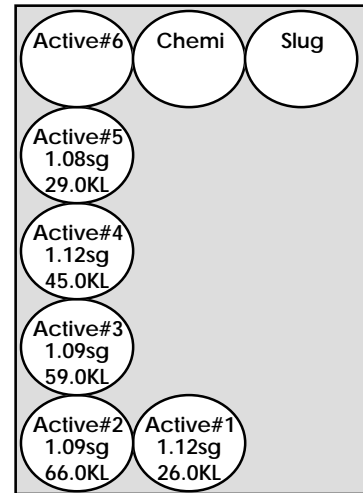 Active#6
Chemi
Slug
Active#5
1.08sg
29.0KL
Active#4
1.12sg
45.0KL
Active#3
1.09sg
59.0KL
Active#2
1.09sg
66.0KL
Active#1
1.12sg
26.0KL